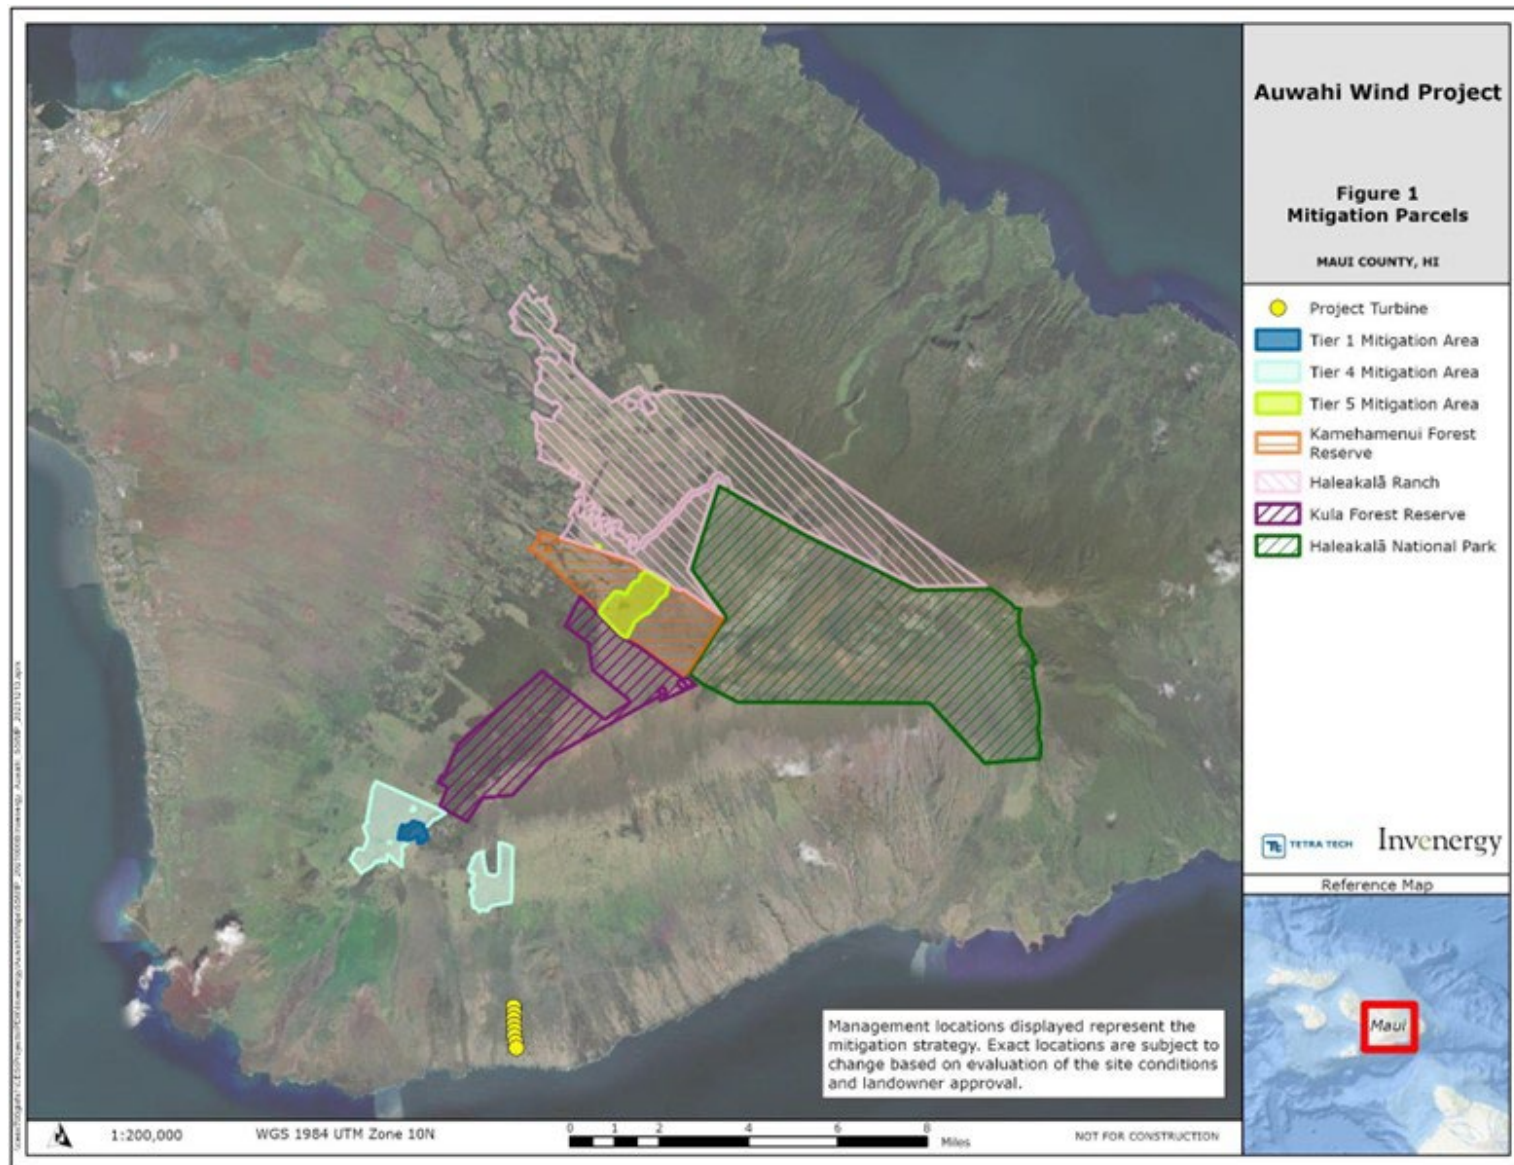 Auwahi Wind Project
Figure 1
Mitigation Parcels
MAUI COUNTY, HI
Project Turbine
Tier 1 Mitigation Area
Tier 4 Mitigation Area
Tier 5 Mitigation Area
Kamehamenui Forest
Reserve
Haleakalā Ranch
Kula Forest Reserve
Haleakalā National Park
TETRA TECH
Invenergy
Reference Map
Maui
Management locations displayed represent the
mitigation strategy. Exact locations are subject to
change based on evaluation of the site conditions
and landowner approval.
1:200,000
WGS 1984 UTM Zone 10N
0 1 2 4 6 8
Miles
NOT FOR CONSTRUCTION